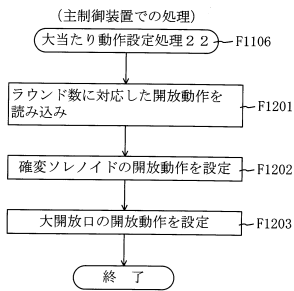 (主制御装置での処理)
大当たり動作設定処理22
F1106
ラウンド数に対応した開放動作を
読み込み
F1201
確変ソレノイドの開放動作を設定
F1202
大開放口の開放動作を設定
F1203
終 了